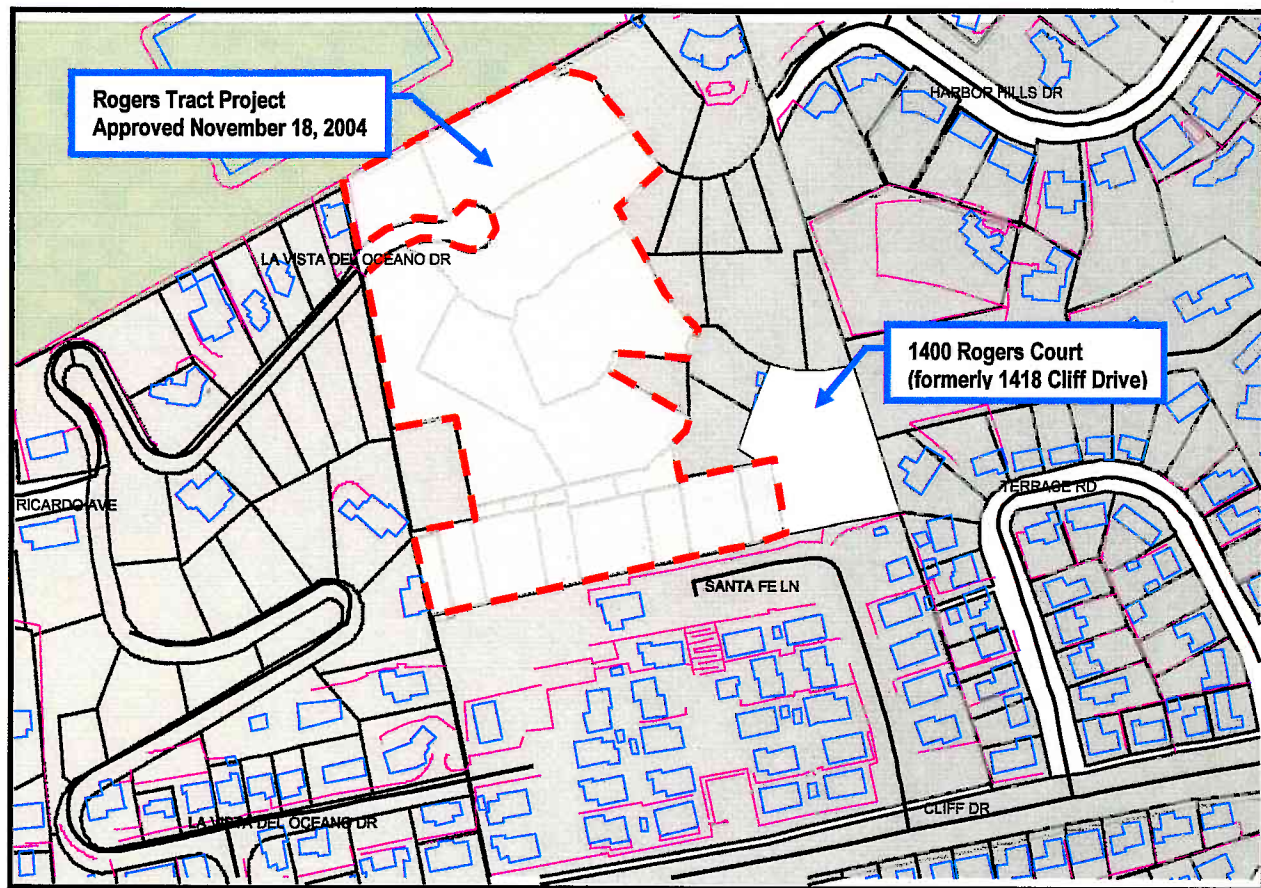 Rogers Tract Project
Approved November 18, 2004
HARBOR HILLS DR
LA VISTA DEL OCEANO DR
1400 Rogers Court
(formerly 1418 Cliff Drive)
RICARDO AVE
TERRACE RD
SANTA FE LN
CLIFF DR
LA VISTA DEL OCEANO DR